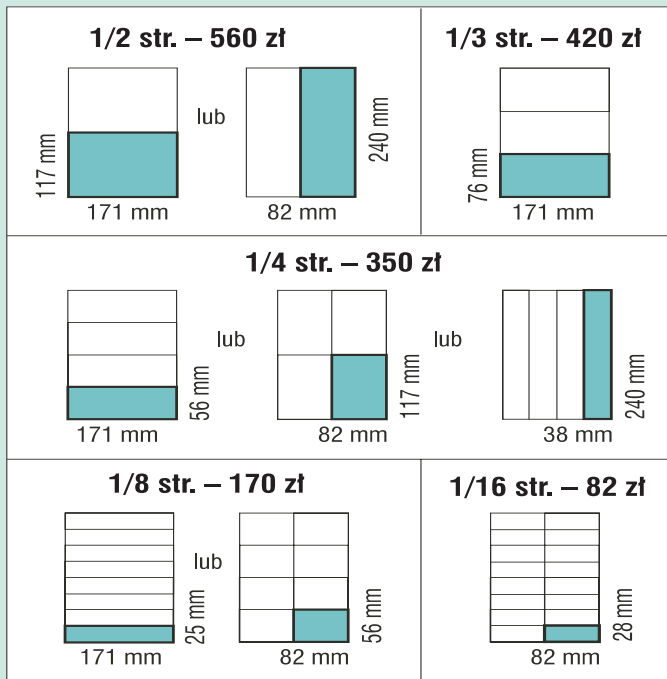 1/2 str. – 560 zł
117 mm
171 mm
lub
82 mm
240 mm
1/3 str. – 420 zł
76 mm
171 mm
1/4 str. – 350 zł
171 mm
56 mm
lub
82 mm
117 mm
lub
38 mm
240 mm
1/8 str. – 170 zł
171 mm
25 mm
lub
82 mm
56 mm
1/16 str. – 82 zł
82 mm
28 mm